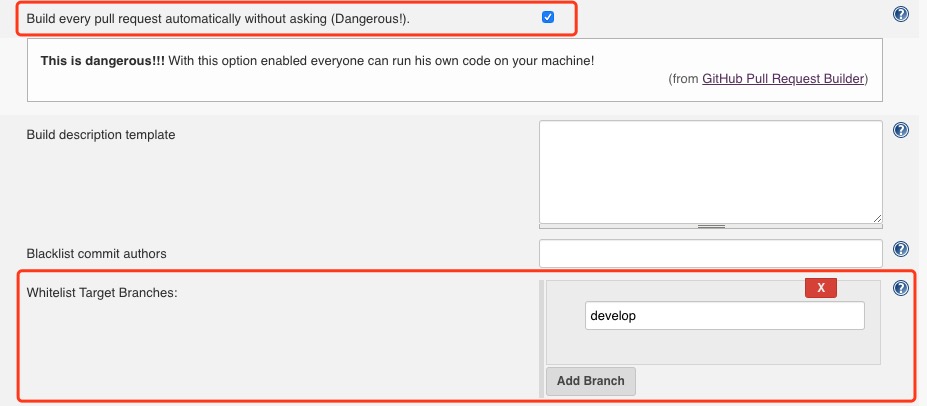 Build every pull request automatically without asking (Dangerous!).
This is dangerous!!! With this option enabled everyone can run his own code on your machine!
(from GitHub Pull Request Builder)
Build description template
Blacklist commit authors
Whitelist Target Branches:
X
develop
Add Branch